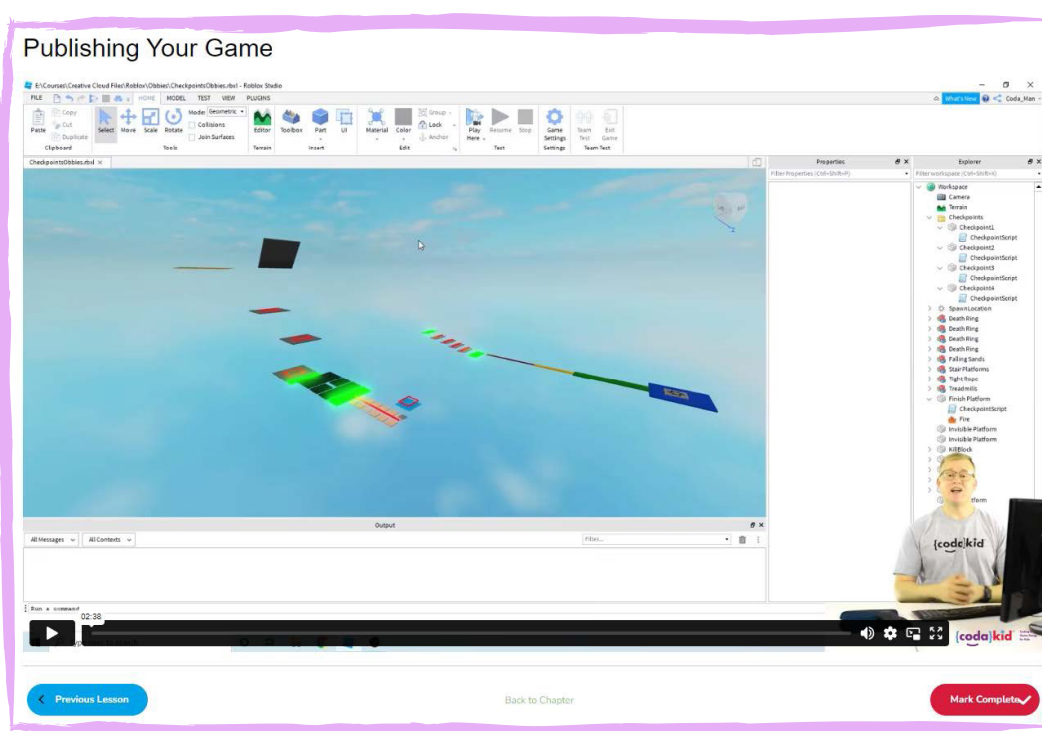 Publishing Your Game
E:\Courses\Creative Cloud Files\Roblox\Obbies\CheckpointsObbies.rbxl - Roblox Studio
FILE HOME MODEL TEST VIEW PLUGINS
What's New Coda_Man
Paste Copy Cut Duplicate Select Move Scale Rotate Mode: Geometric Collisions Join Surfaces Editor Toolbox Part UI Material Color Group Lock Anchor Play Here Resume Stop Game Settings Team Test Exit Game
Clipboard Tools Terrain Insert Edit Test Settings Team Test
CheckpointsObbies.rbxl × Properties Explorer
Filter Properties (Ctrl+Shift+P) Filter workspace (Ctrl+Shift+X)
Workspace
Camera
Terrain
Checkpoints
Checkpoint1
CheckpointScript
Checkpoint2
CheckpointScript
Checkpoint3
CheckpointScript
Checkpoint4
CheckpointScript
SpawnLocation
Death Ring
Death Ring
Death Ring
Death Ring
Falling Sands
Stair Platforms
Tight Rope
Treadmills
Finish Platform
CheckpointScript
Fire
Invisible Platform
Invisible Platform
KillBlock
Output
All Messages All Contexts Filter...
{coda}kid
Run a command
02:38
{coda}kid
Previous Lesson Back to Chapter Mark Complete